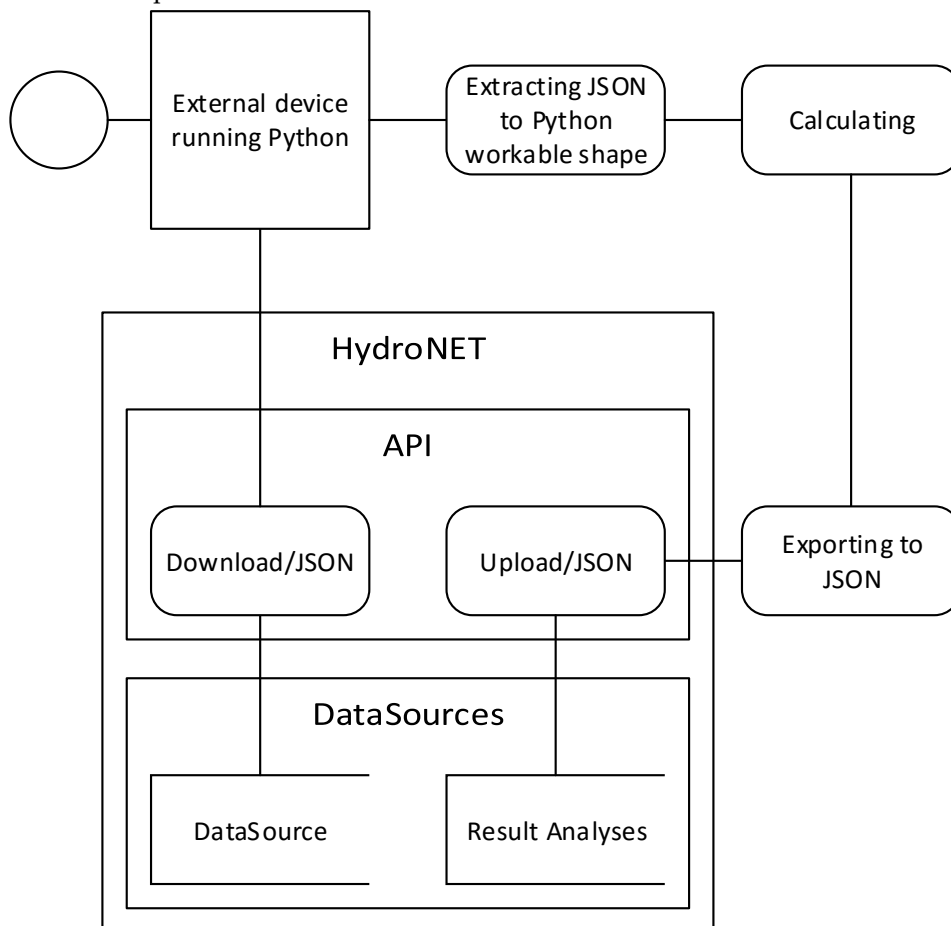 External device
running Python
Extracting JSON
to Python
workable shape
Calculating
HydroNET
API
Download/JSON
Upload/JSON
Exporting to
JSON
DataSources
DataSource
Result Analyses